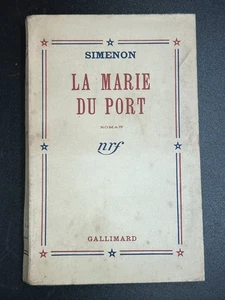 SIMENON
LA MARIE
DU PORT
ROMAN
nrf
GALLIMARD